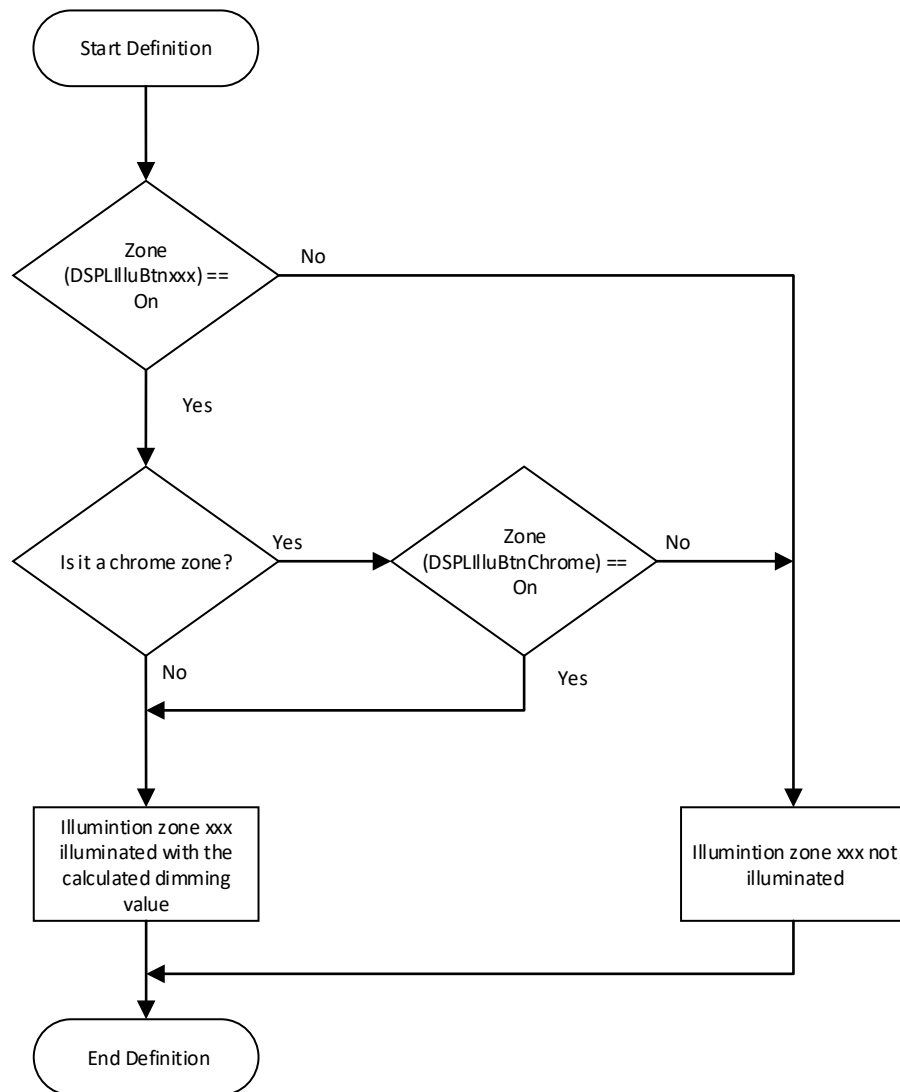 Start Definition
Zone
(DSPLIlluBtnxxx) ==
On
No
Yes
Is it a chrome zone?
Yes
Zone
(DSPLIlluBtnChrome) ==
On
No
No
Yes
Illumintion zone xxx
illuminated with the
calculated dimming
value
Illumintion zone xxx not
illuminated
End Definition